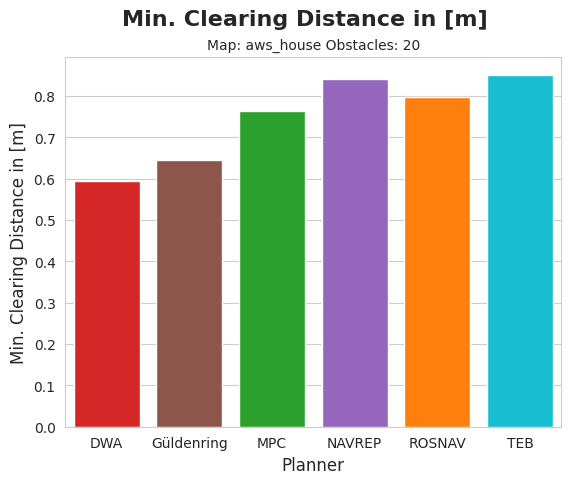 Min. Clearing Distance in [m]
Map: aws_house Obstacles: 20
Min. Clearing Distance in [m]
0.8
0.7
0.6
0.5
0.4
0.3
0.2
0.1
0.0
DWA Güldenring MPC NAVREP ROSNAV TEB
Planner